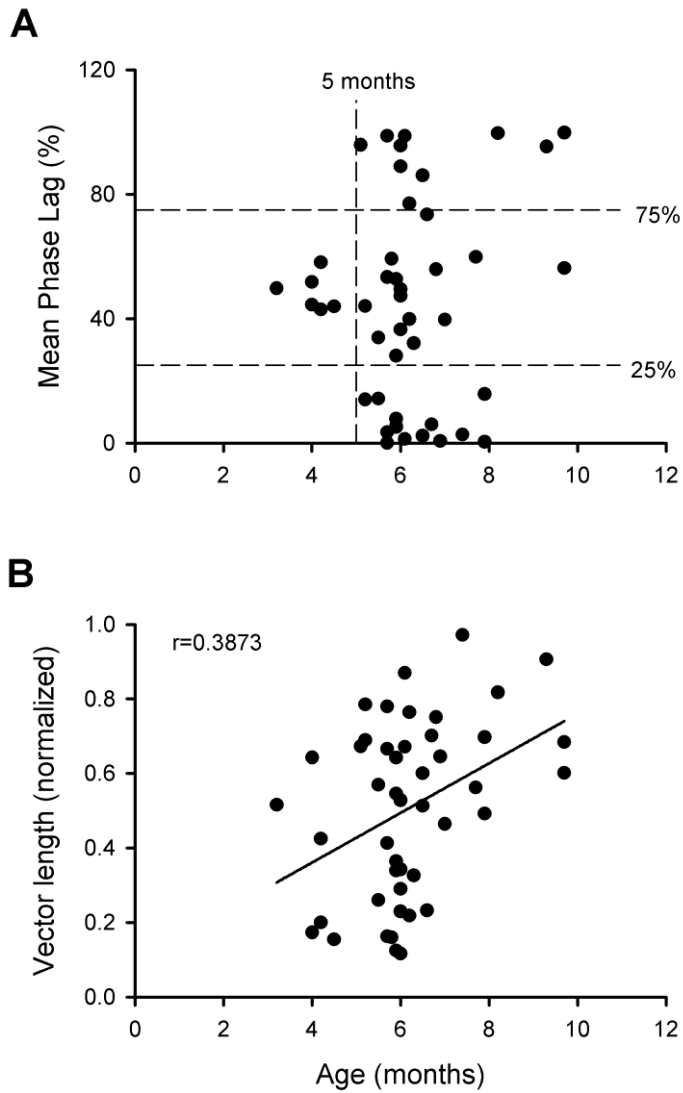 A
120
5 months
80
75%
Mean Phase Lag (%)
40
25%
0
0 2 4 6 8 10 12
B
1.0
r=0.3873
0.8
0.6
Vector length (normalized)
0.4
0.2
0.0
0 2 4 6 8 10 12
Age (months)